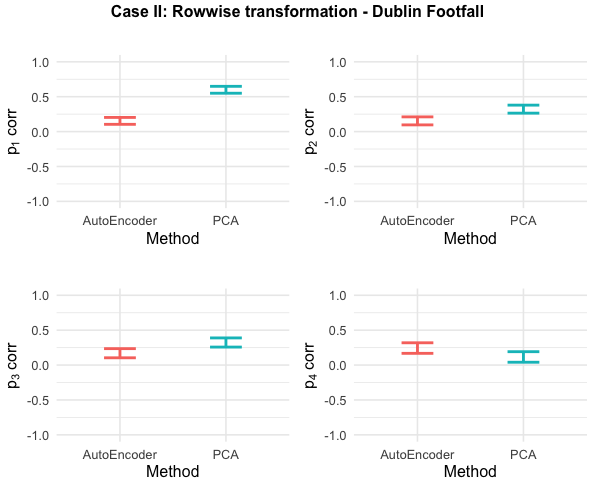 Case II: Rowwise transformation - Dublin Footfall
1.0
0.5
0.0
-0.5
-1.0
p₁ corr
AutoEncoder PCA
Method
1.0
0.5
0.0
-0.5
-1.0
p₂ corr
AutoEncoder PCA
Method
1.0
0.5
0.0
-0.5
-1.0
p₃ corr
AutoEncoder PCA
Method
1.0
0.5
0.0
-0.5
-1.0
p₄ corr
AutoEncoder PCA
Method